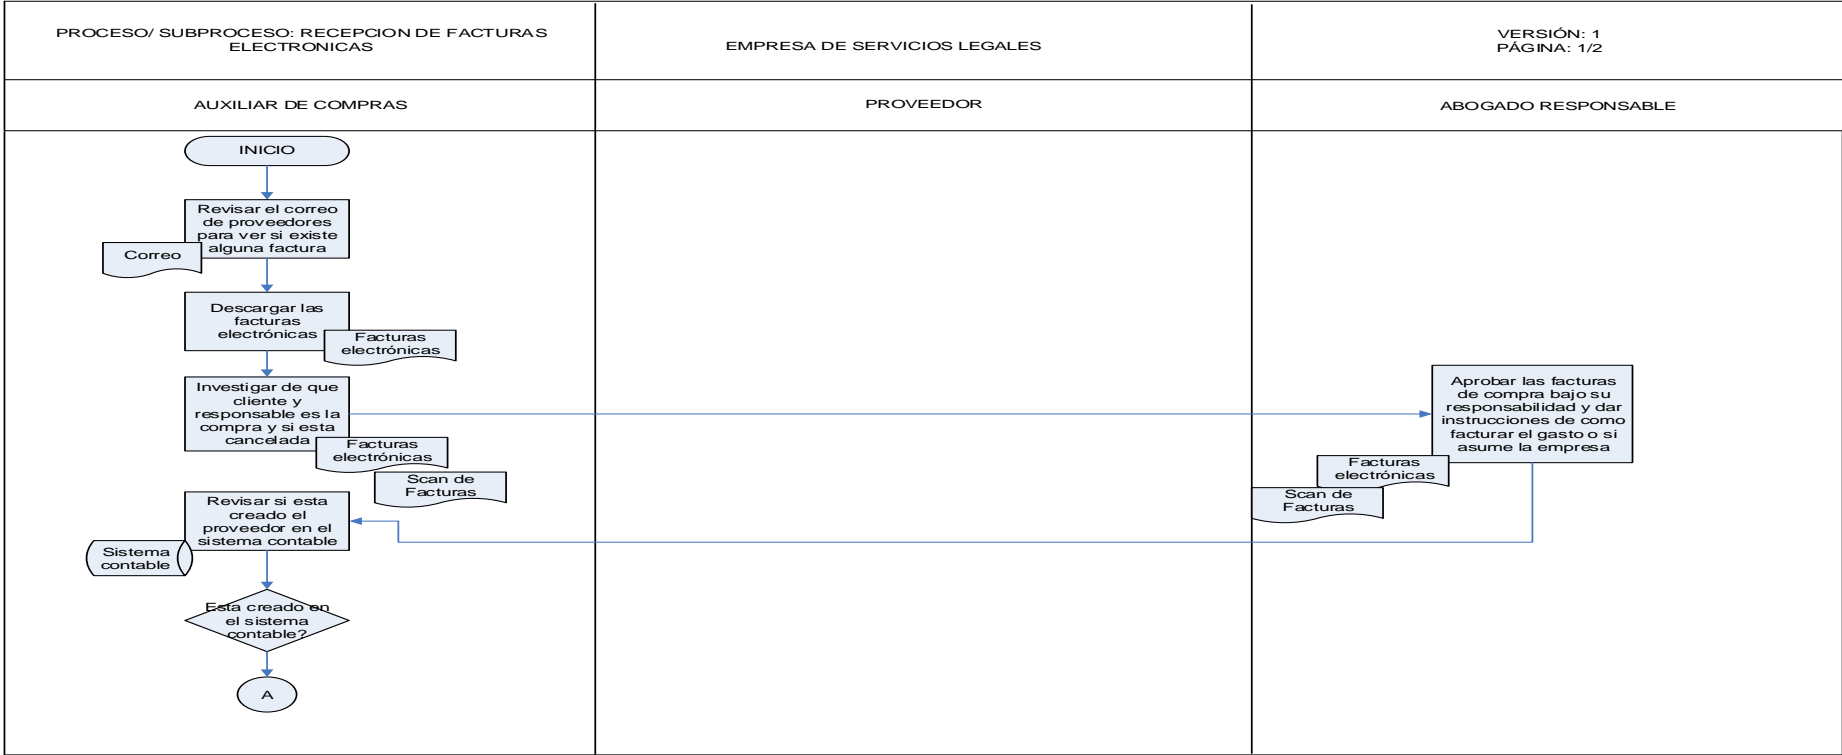 PROCESO/ SUBPROCESO: RECEPCION DE FACTURAS
ELECTRONICAS
EMPRESA DE SERVICIOS LEGALES
VERSIÓN: 1
PÁGINA: 1/2
AUXILIAR DE COMPRAS
PROVEEDOR
ABOGADO RESPONSABLE
INICIO
Revisar el correo
de proveedores
para ver si existe
alguna factura
Correo
Descargar las
facturas
electrónicas
Facturas
electrónicas
Investigar de que
cliente y
responsable es la
compra y si esta
cancelada
Facturas
electrónicas
Scan de
Facturas
Aprobar las facturas
de compra bajo su
responsabilidad y dar
instrucciones de como
facturar el gasto o si
asume la empresa
Facturas
electrónicas
Scan de
Facturas
Revisar si esta
creado el
proveedor en el
sistema contable
Sistema
contable
Esta creado en
el sistema
contable?
A